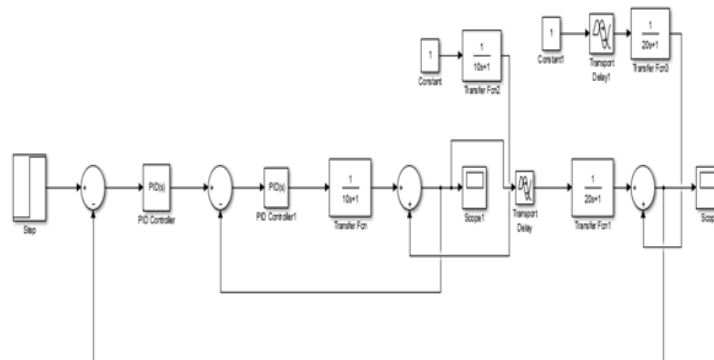 1
Constant
1
10s+1
Transfer Fcn2
1
Constant1
Transport
Delay1
1
20s+1
Transfer Fcn3
Step
+
−
PID(s)
PID Controller
+
−
PID(s)
PID Controller1
1
10s+1
Transfer Fcn
+
+
Scope1
Transport
Delay
1
20s+1
Transfer Fcn1
+
+
Scop